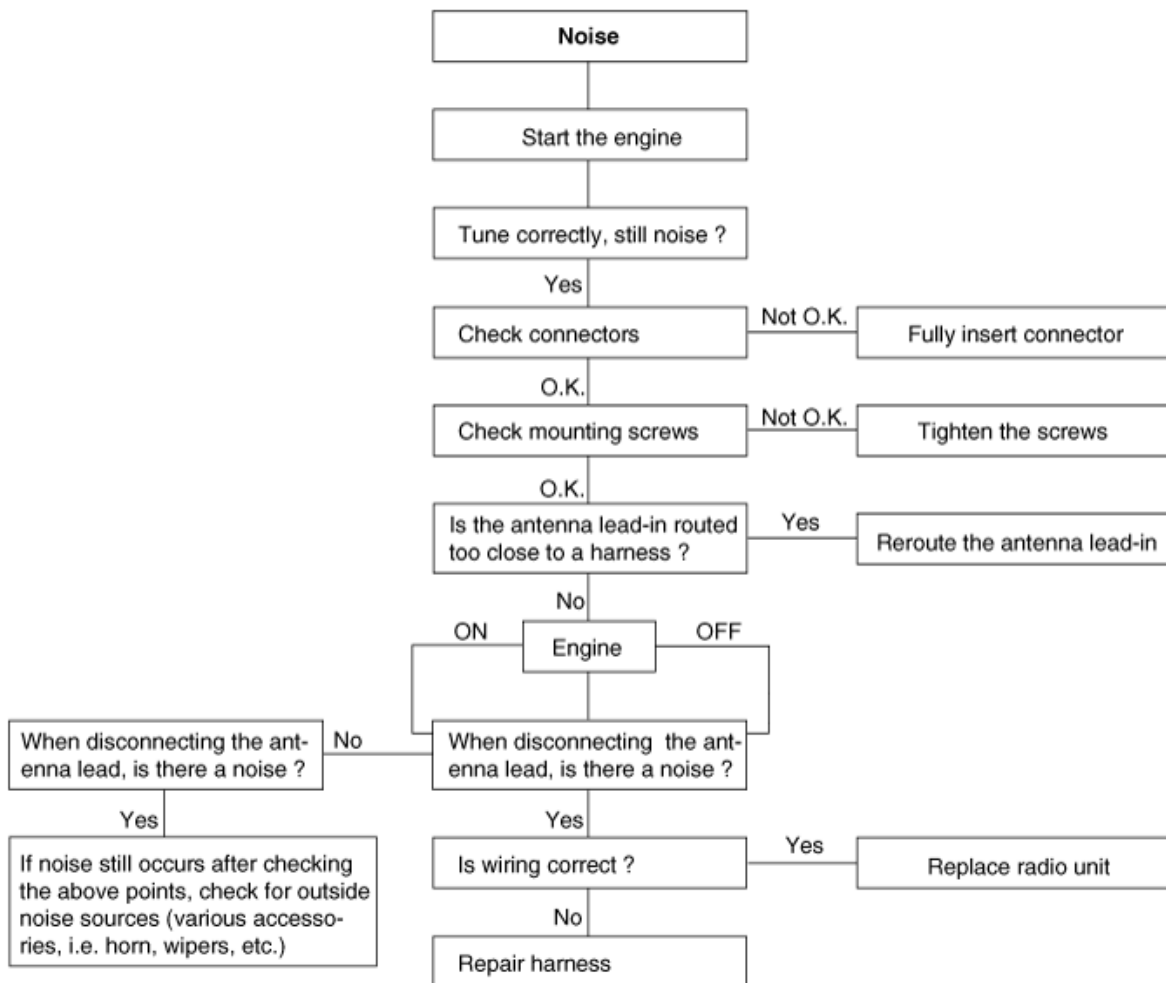 Noise
Start the engine
Tune correctly, still noise ?
Yes
Check connectors
Not O.K.
Fully insert connector
O.K.
Check mounting screws
Not O.K.
Tighten the screws
O.K.
Is the antenna lead-in routed
too close to a harness ?
Yes
Reroute the antenna lead-in
No
ON
Engine
OFF
When disconnecting the ant-
enna lead, is there a noise ?
No
When disconnecting the ant-
enna lead, is there a noise ?
Yes
If noise still occurs after checking
the above points, check for outside
noise sources (various accesso-
ries, i.e. horn, wipers, etc.)
Yes
Is wiring correct ?
Yes
Replace radio unit
No
Repair harness